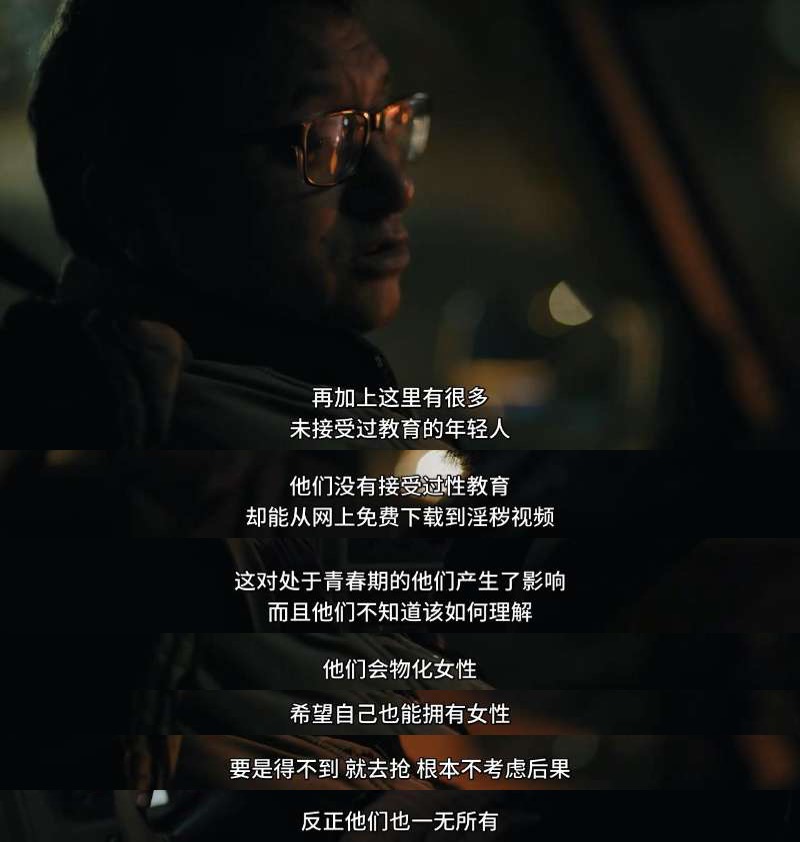 再加上这里有很多
未接受过教育的年轻人
他们没有接受过性教育
却能从网上免费下载到淫秽视频
这对处于青春期的他们产生了影响
而且他们不知道该如何理解
他们会物化女性
希望自己也能拥有女性
要是得不到 就去抢 根本不考虑后果
反正他们也一无所有